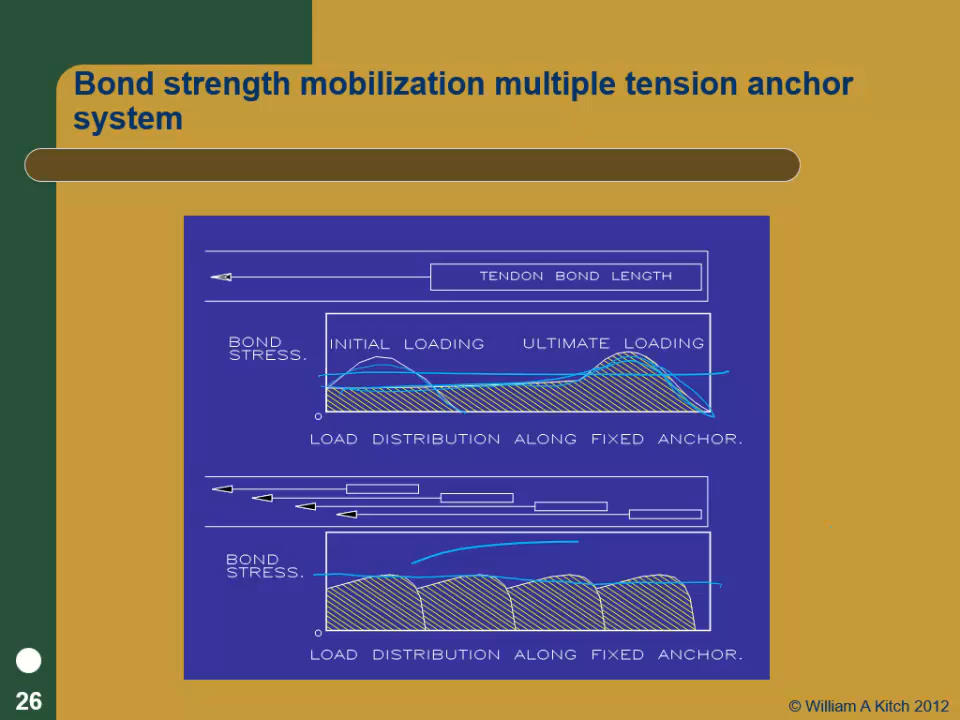 Bond strength mobilization multiple tension anchor
system
TENDON BOND LENGTH
BOND
STRESS.
INITIAL LOADING
ULTIMATE LOADING
0
LOAD DISTRIBUTION ALONG FIXED ANCHOR.
BOND
STRESS.
0
LOAD DISTRIBUTION ALONG FIXED ANCHOR.
26
© William A Kitch 2012